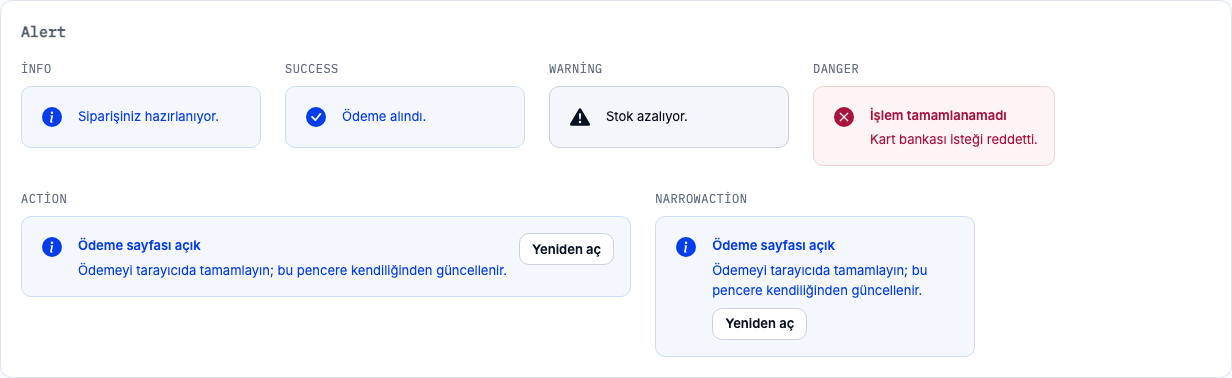 Alert
İNFO
SUCCESS
WARNİNG
DANGER
Siparişiniz hazırlanıyor.
Ödeme alındı.
Stok azalıyor.
İşlem tamamlanamadı
Kart bankası isteği reddetti.
ACTİON
NARROWACTİON
Ödeme sayfası açık
Ödemeyi tarayıcıda tamamlayın; bu pencere kendiliğinden güncellenir.
Yeniden aç
Ödeme sayfası açık
Ödemeyi tarayıcıda tamamlayın; bu
pencere kendiliğinden güncellenir.
Yeniden aç